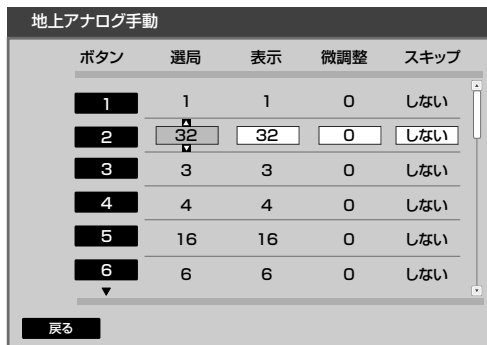 地上アナログ手動
ボタン 選局 表示 微調整 スキップ
1 1 1 0 しない
2 32 32 0 しない
3 3 3 0 しない
4 4 4 0 しない
5 16 16 0 しない
6 6 6 0 しない
戻る